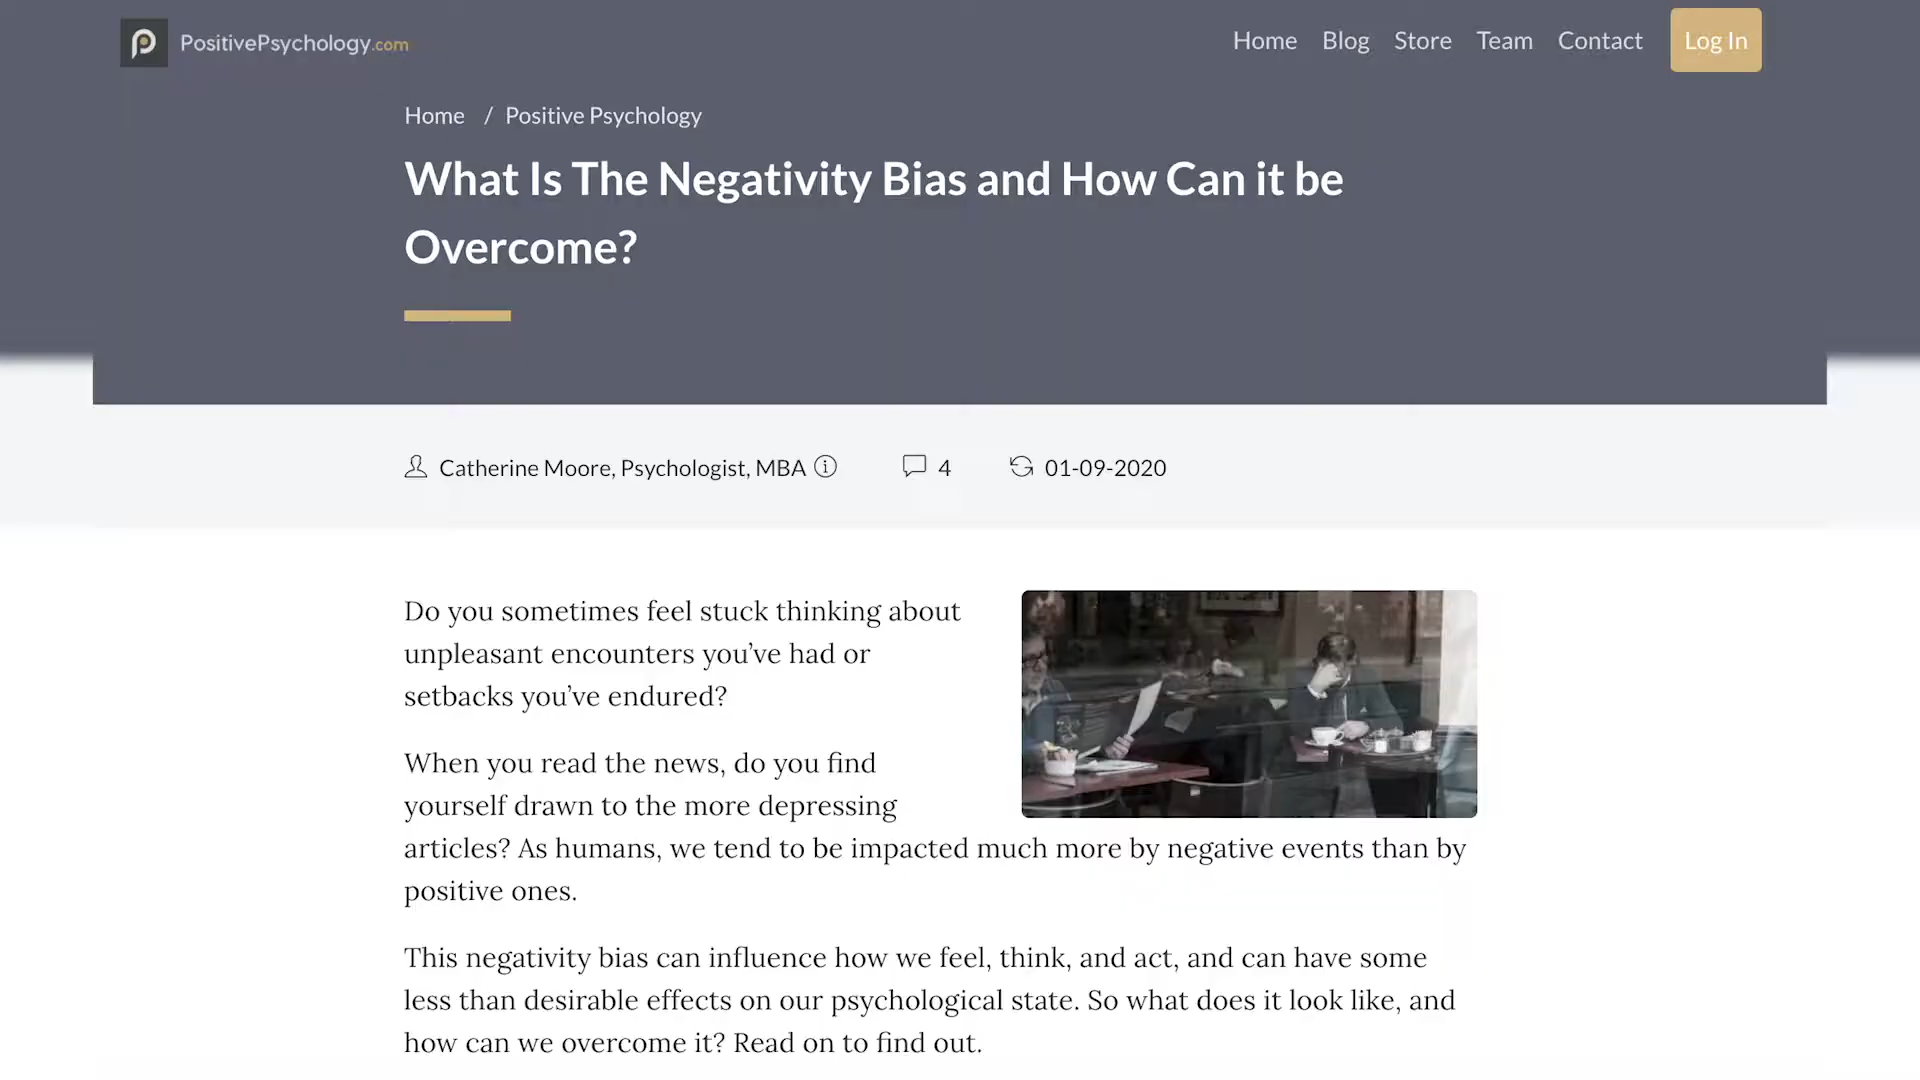 PositivePsychology.com
Home Blog Store Team Contact Log In
Home / Positive Psychology
What Is The Negativity Bias and How Can it be
Overcome?
Catherine Moore, Psychologist, MBA 4 01-09-2020
Do you sometimes feel stuck thinking about
unpleasant encounters you’ve had or
setbacks you’ve endured?
When you read the news, do you find
yourself drawn to the more depressing
articles? As humans, we tend to be impacted much more by negative events than by
positive ones.
This negativity bias can influence how we feel, think, and act, and can have some
less than desirable effects on our psychological state. So what does it look like, and
how can we overcome it? Read on to find out.